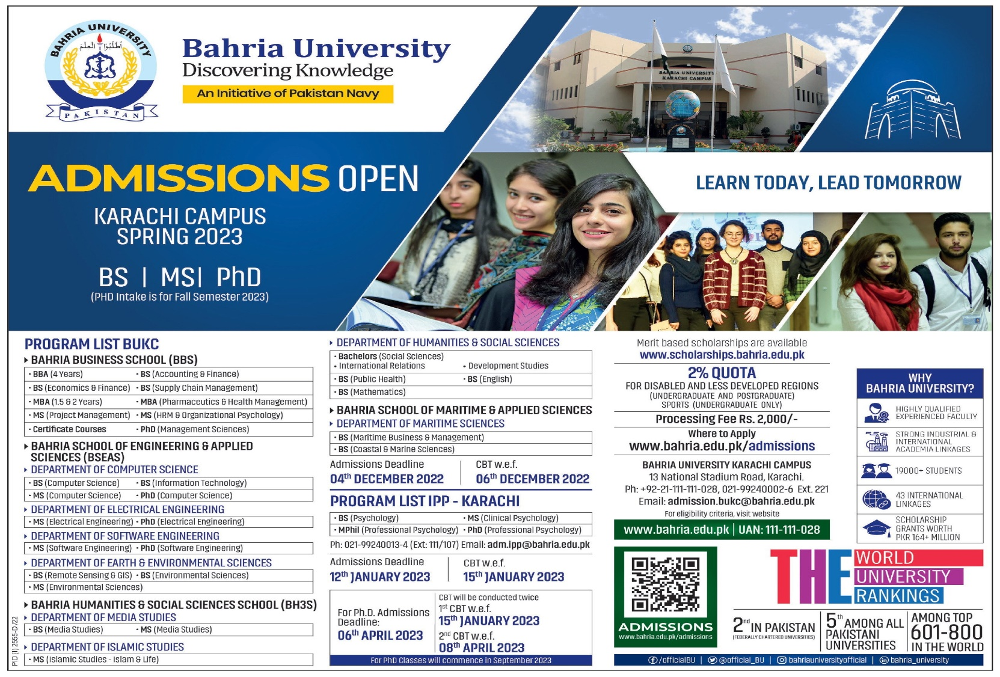 BAHRIA UNIVERSITY
اُطْلُبُوْا الْعِلْمَ
PAKISTAN
Bahria University
Discovering Knowledge
An Initiative of Pakistan Navy
BAHRIA UNIVERSITY
KARACHI CAMPUS
ADMISSIONS OPEN
KARACHI CAMPUS
SPRING 2023
BS | MS| PhD
(PHD Intake is for Fall Semester 2023)
LEARN TODAY, LEAD TOMORROW
PROGRAM LIST BUKC
BAHRIA BUSINESS SCHOOL (BBS)
• BBA (4 Years) • BS (Accounting & Finance)
• BS (Economics & Finance) • BS (Supply Chain Management)
• MBA (1.5 & 2 Years) • MBA (Pharmaceutics & Health Management)
• MS (Project Management) • MS (HRM & Organizational Psychology)
• Certificate Courses • PhD (Management Sciences)
BAHRIA SCHOOL OF ENGINEERING & APPLIED
SCIENCES (BSEAS)
DEPARTMENT OF COMPUTER SCIENCE
• BS (Computer Science) • BS (Information Technology)
• MS (Computer Science) • PhD (Computer Science)
DEPARTMENT OF ELECTRICAL ENGINEERING
• MS (Electrical Engineering) • PhD (Electrical Engineering)
DEPARTMENT OF SOFTWARE ENGINEERING
• MS (Software Engineering) • PhD (Software Engineering)
DEPARTMENT OF EARTH & ENVIRONMENTAL SCIENCES
• BS (Remote Sensing & GIS) • BS (Environmental Sciences)
• MS (Environmental Sciences)
BAHRIA HUMANITIES & SOCIAL SCIENCES SCHOOL (BH3S)
DEPARTMENT OF MEDIA STUDIES
• BS (Media Studies) • MS (Media Studies)
DEPARTMENT OF ISLAMIC STUDIES
• MS (Islamic Studies - Islam & Life)
PID (I) 2555-D /22
DEPARTMENT OF HUMANITIES & SOCIAL SCIENCES
• Bachelors (Social Sciences)
• International Relations • Development Studies
• BS (Public Health) • BS (English)
• BS (Mathematics)
BAHRIA SCHOOL OF MARITIME & APPLIED SCIENCES
DEPARTMENT OF MARITIME SCIENCES
• BS (Maritime Business & Management)
• BS (Coastal & Marine Sciences)
Admissions Deadline
04th DECEMBER 2022
CBT w.e.f.
06th DECEMBER 2022
PROGRAM LIST IPP - KARACHI
• BS (Psychology) • MS (Clinical Psychology)
• MPhil (Professional Psychology) • PhD (Professional Psychology)
Ph: 021-99240013-4 (Ext: 111/107) Email: adm.ipp@bahria.edu.pk
Admissions Deadline
12th JANUARY 2023
CBT w.e.f.
15th JANUARY 2023
For Ph.D. Admissions
Deadline:
06th APRIL 2023
CBT will be conducted twice
1st CBT w.e.f.
15th JANUARY 2023
2nd CBT w.e.f.
08th APRIL 2023
For PhD Classes will commence in September 2023
Merit based scholarships are available
www.scholarships.bahria.edu.pk
2% QUOTA
FOR DISABLED AND LESS DEVELOPED REGIONS
(UNDERGRADUATE AND POSTGRADUATE)
SPORTS (UNDERGRADUATE ONLY)
Processing Fee Rs. 2,000/-
Where to Apply
www.bahria.edu.pk/admissions
BAHRIA UNIVERSITY KARACHI CAMPUS
13 National Stadium Road, Karachi.
Ph: +92-21-111-111-028, 021-99240002-6 Ext. 221
Email: admission.bukc@bahria.edu.pk
For eligibility criteria, visit website
www.bahria.edu.pk | UAN: 111-111-028
WHY
BAHRIA UNIVERSITY?
HIGHLY QUALIFIED
EXPERIENCED FACULTY
STRONG INDUSTRIAL &
INTERNATIONAL
ACADEMIA LINKAGES
19000+ STUDENTS
43 INTERNATIONAL
LINKAGES
SCHOLARSHIP
GRANTS WORTH
PKR 164+ MILLION
ADMISSIONS
www.bahria.edu.pk/admissions
THE WORLD
UNIVERSITY
RANKINGS
2nd IN PAKISTAN
(FEDERALLY CHARTERED UNIVERSITIES)
5th AMONG ALL
PAKISTANI
UNIVERSITIES
AMONG TOP
601-800
IN THE WORLD
/officialBU | @official_BU | bahriauniversityofficial | bahria_university